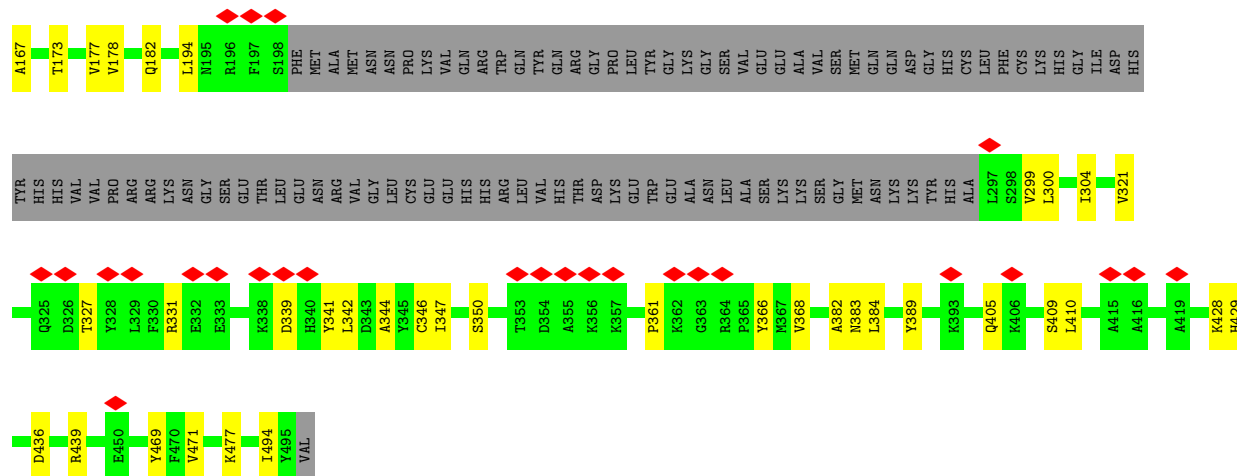 A167 T173 V177 V178 Q182 L194 N195 R196 F197 S198 PHE MET ALA MET ASN ASN PRO LYS VAL GLN ARG TRP GLN TYR GLN ARG GLY PRO LEU TYR GLY LYS GLY SER VAL GLU GLU ALA VAL SER MET GLN GLN ASP GLY HIS CYS LEU PHE CYS LYS HIS GLY ILE ASP HIS
TYR HIS HIS VAL VAL PRO ARG ARG LYS ASN GLY SER GLU THR LEU GLU ASN ARG VAL GLY LEU CYS GLU GLU HIS HIS ARG LEU VAL HIS THR ASP LYS GLU TRP GLU ALA ASN LEU ALA SER LYS LYS SER GLY MET ASN LYS LYS TYR HIS ALA L297 S298 V299 L300 I304 V321
Q325 D326 T327 Y328 L329 F330 R331 E332 E333 K338 D339 H340 Y341 L342 D343 A344 Y345 C346 I347 S350 T353 D354 A355 K356 K357 P361 K362 G363 R364 P365 Y366 M367 V368 A382 N383 L384 Y389 K393 Q405 K406 S409 L410 A415 A416 A419 K428 H429
D436 R439 E450 Y469 F470 V471 K477 I494 Y495 VAL